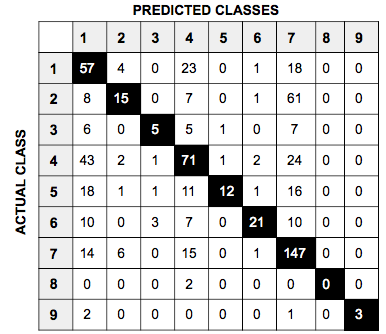 PREDICTED CLASSES
1 2 3 4 5 6 7 8 9
ACTUAL CLASS
1 57 4 0 23 0 1 18 0 0
2 8 15 0 7 0 1 61 0 0
3 6 0 5 5 1 0 7 0 0
4 43 2 1 71 1 2 24 0 0
5 18 1 1 11 12 1 16 0 0
6 10 0 3 7 0 21 10 0 0
7 14 6 0 15 0 1 147 0 0
8 0 0 0 2 0 0 0 0 0
9 2 0 0 0 0 0 1 0 3